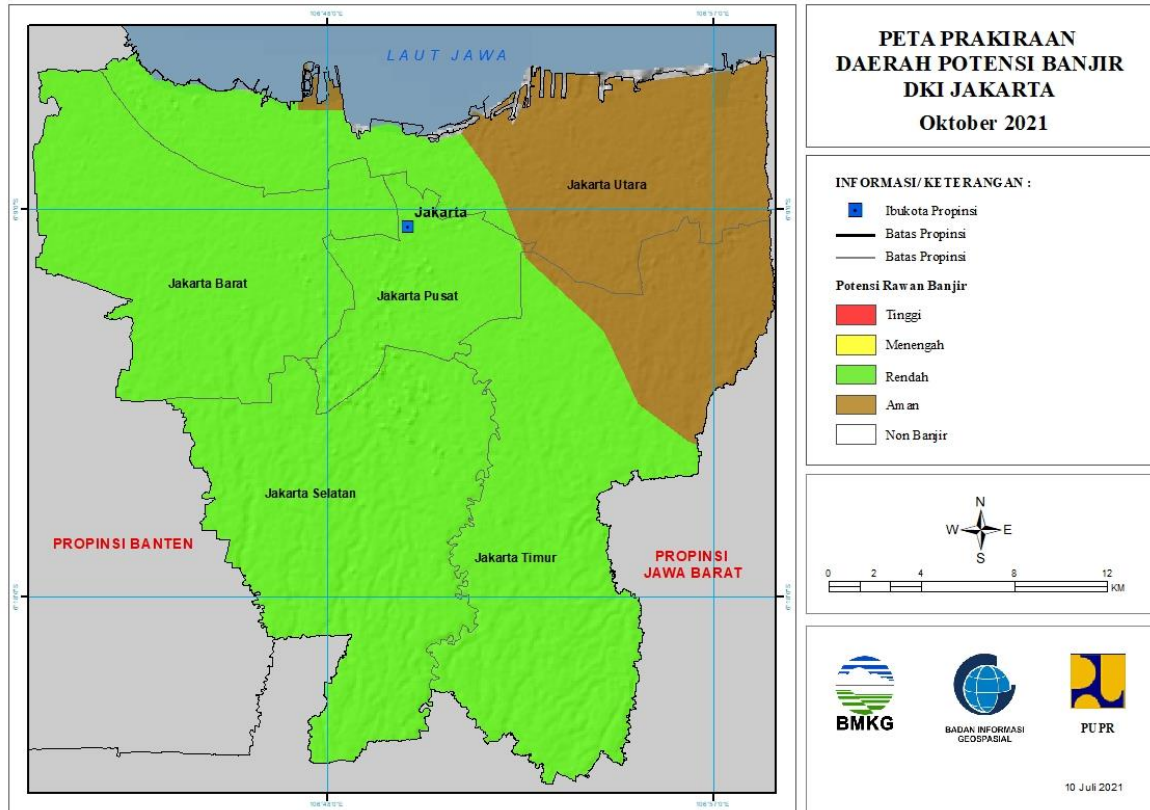 PETA PRAKIRAAN
DAERAH POTENSI BANJIR
DKI JAKARTA
Oktober 2021
INFORMASI/ KETERANGAN :
Ibukota Propinsi
Batas Propinsi
Batas Propinsi
Potensi Rawan Banjir
Tinggi
Menengah
Rendah
Aman
Non Banjir
N
W E
S
0 2 4 8 12
KM
BMKG
BADAN INFORMASI
GEOSPASIAL
PUPR
10 Juli 2021
LAUT JAWA
Jakarta Utara
Jakarta
Jakarta Barat
Jakarta Pusat
Jakarta Selatan
Jakarta Timur
PROPINSI BANTEN
PROPINSI
JAWA BARAT